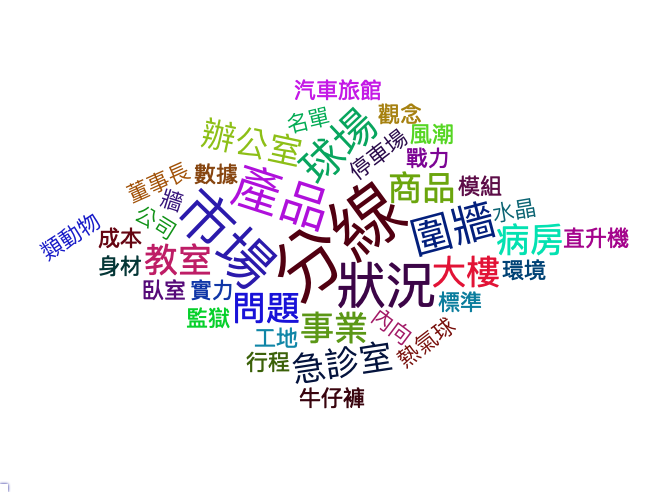 汽車旅館
名單
觀念
辦公室
球場
停車場
風潮
戰力
董事長
數據
產品
商品
模組
牆
市場
分線
圍牆
水晶
類動物
公司
成本
教室
病房
直升機
身材
狀況
大樓
環境
臥室
實力
問題
標準
監獄
事業
內向
熱氣球
工地
行程
急診室
牛仔褲